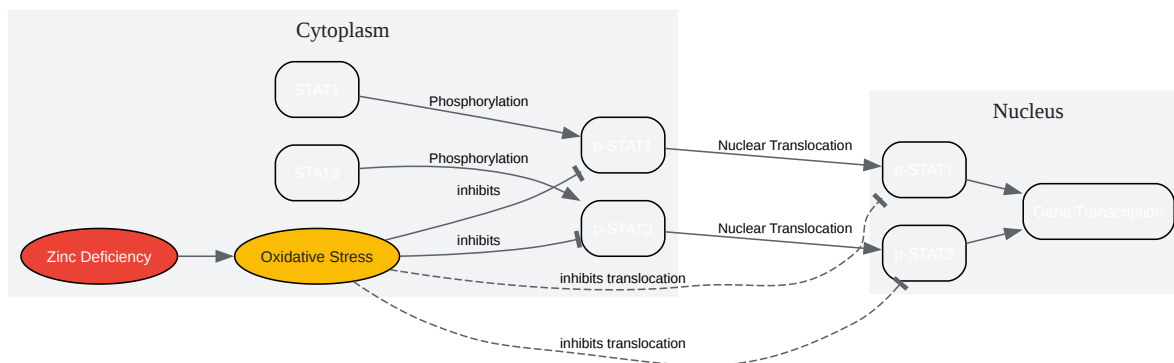 Cytoplasm
STAT1
Phosphorylation
Nucleus
p-STAT1
Nuclear Translocation
p-STAT1
STAT3
Phosphorylation
inhibits
Gene Transcription
p-STAT3
Nuclear Translocation
inhibits
p-STAT3
Zinc Deficiency
Oxidative Stress
inhibits translocation
inhibits translocation